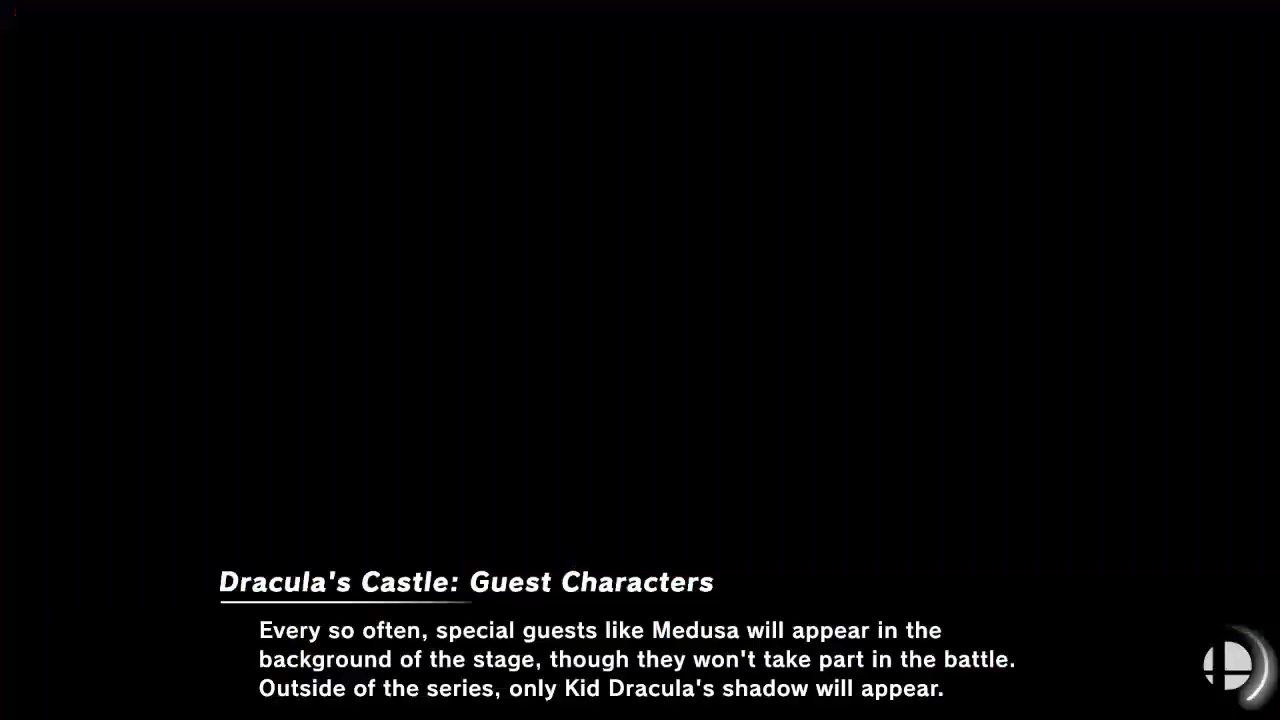 Dracula's Castle: Guest Characters
Every so often, special guests like Medusa will appear in the
background of the stage, though they won't take part in the battle.
Outside of the series, only Kid Dracula's shadow will appear.